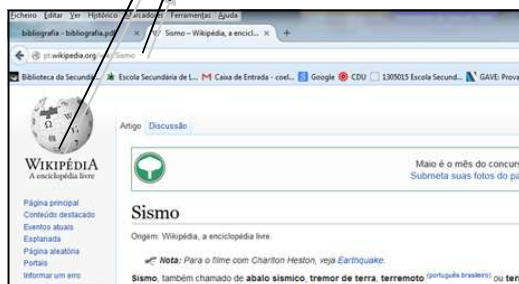 Ficheiro Editar Ver Histórico Marcadores Ferramentas Ajuda
bibliografia - bibliografia.pdf × Sismo – Wikipédia, a encicl... × +
pt.wikipedia.org/ /Sismo
Biblioteca da Secundá... Escola Secundária de L... Caixa de Entrada - coel... Google CDU 1305015 Escola Secund... GAVE: Prova
Artigo Discussão
WIKIPÉDIA
A enciclopédia livre
Maio é o mês do concurs
Submeta suas fotos do pa
Página principal
Conteúdo destacado
Eventos atuais
Esplanada
Página aleatória
Portais
Informar um erro
Sismo
Origem: Wikipédia, a enciclopédia livre.
Nota: Para o filme com Charlton Heston, veja Earthquake.
Sismo, também chamado de abalo sísmico, tremor de terra, terremoto (português brasileiro) ou ter